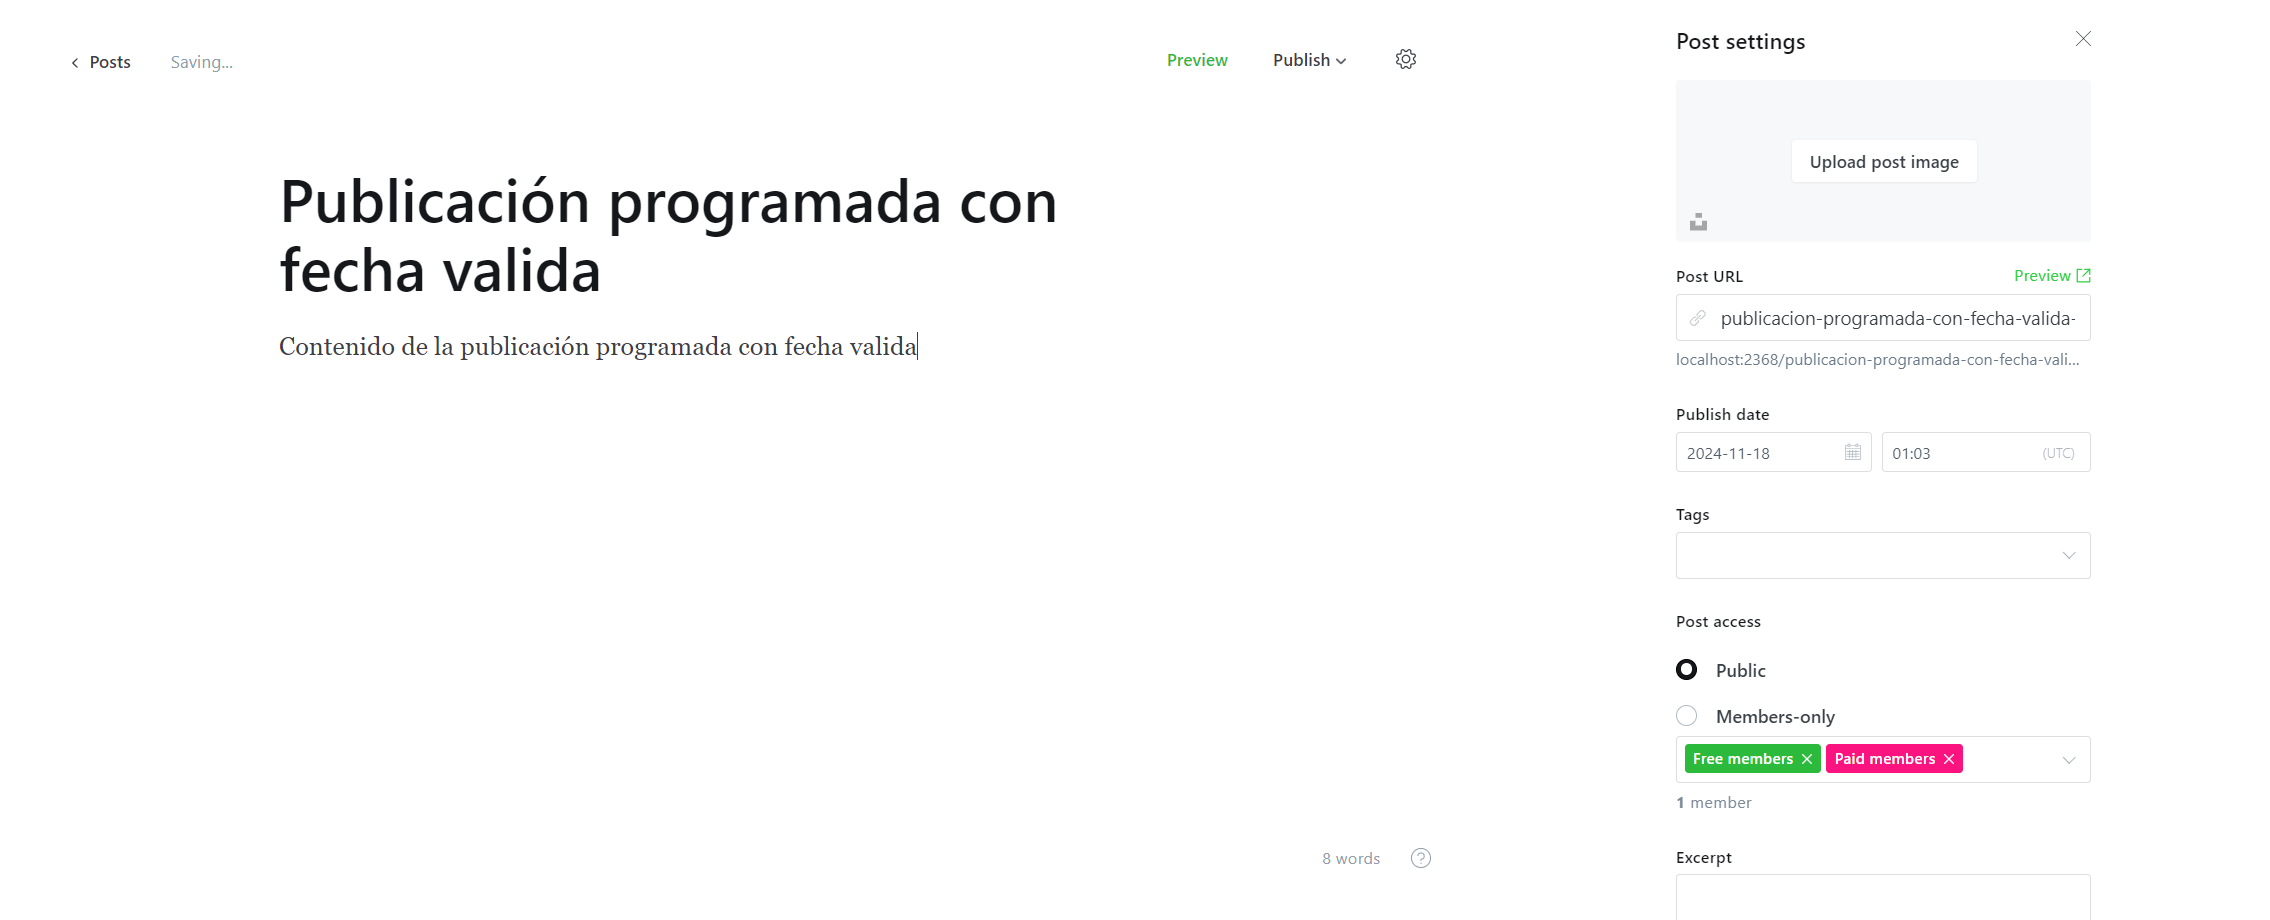 Posts
Saving...
Preview
Publish
Publicación programada con
fecha valida
Contenido de la publicación programada con fecha valida
8 words
?
Post settings
Upload post image
Post URL
Preview
publicacion-programada-con-fecha-valida-
localhost:2368/publicacion-programada-con-fecha-vali...
Publish date
2024-11-18
01:03 (UTC)
Tags
Post access
Public
Members-only
Free members
Paid members
1 member
Excerpt